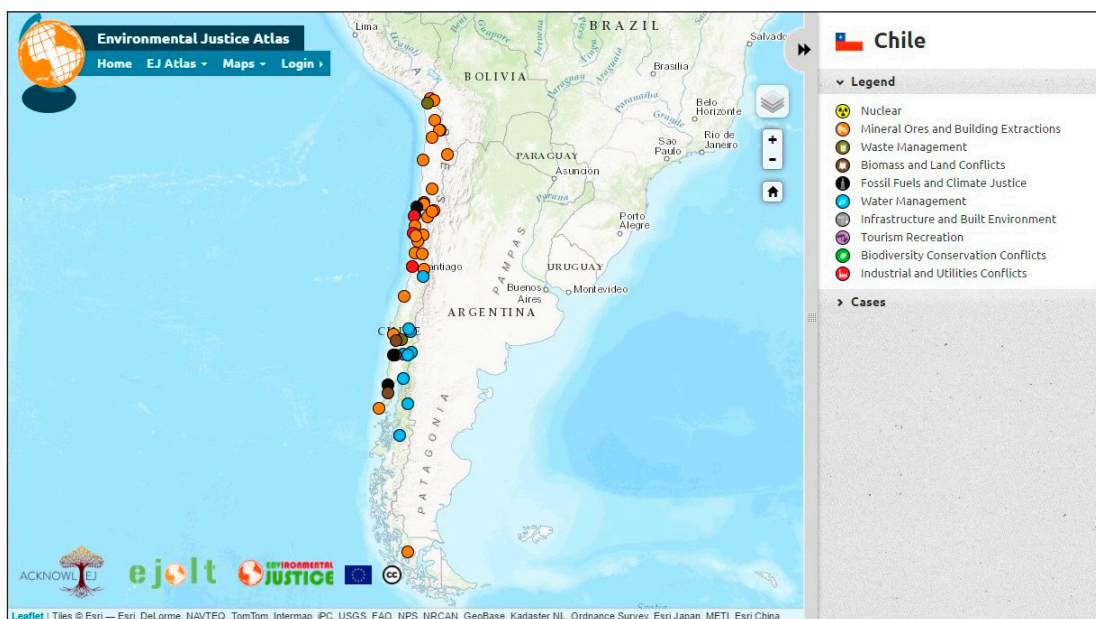 Environmental Justice Atlas
Home EJ Atlas Maps Login
Lima
BRAZIL
Salvado
BOLIVIA
Brasilia
Belo
Horizonte
Rio de
Janeiro
Sao
Paulo
PARAGUAY
Asuncion
Porto
Alegre
PAMPAS
antiago
URUGUAY
Buenos
Aires
Montevideo
ARGENTINA
PATAGONIA
ACKNOWL EJ
ejolt
ENVIRONMENTAL
JUSTICE
cc
Leaflet | Tiles © Esri — Esri, DeLorme, NAVTEQ, TomTom, Intermap, iPC, USGS, FAO, NPS, NRCAN, GeoBase, Kadaster NL, Ordnance Survey, Esri Japan, METI, Esri China
Chile
Legend
Nuclear
Mineral Ores and Building Extractions
Waste Management
Biomass and Land Conflicts
Fossil Fuels and Climate Justice
Water Management
Infrastructure and Built Environment
Tourism Recreation
Biodiversity Conservation Conflicts
Industrial and Utilities Conflicts
Cases